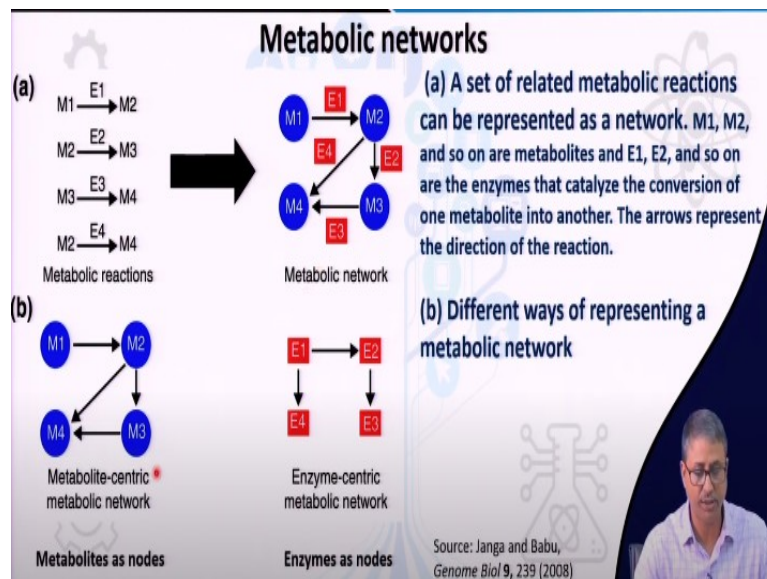 Metabolic networks
(a)
M1 E1 M2
M2 E2 M3
M3 E3 M4
M2 E4 M4
Metabolic reactions
M1 E1 M2
E4 E2
M4 E3 M3
Metabolic network
(a) A set of related metabolic reactions
can be represented as a network. M1, M2,
and so on are metabolites and E1, E2, and so on
are the enzymes that catalyze the conversion of
one metabolite into another. The arrows represent
the direction of the reaction.
(b)
M1 M2
M4 M3
Metabolite-centric
metabolic network
Metabolites as nodes
E1 E2
E4 E3
Enzyme-centric
metabolic network
Enzymes as nodes
(b) Different ways of representing a
metabolic network
Source: Janga and Babu,
Genome Biol 9, 239 (2008)